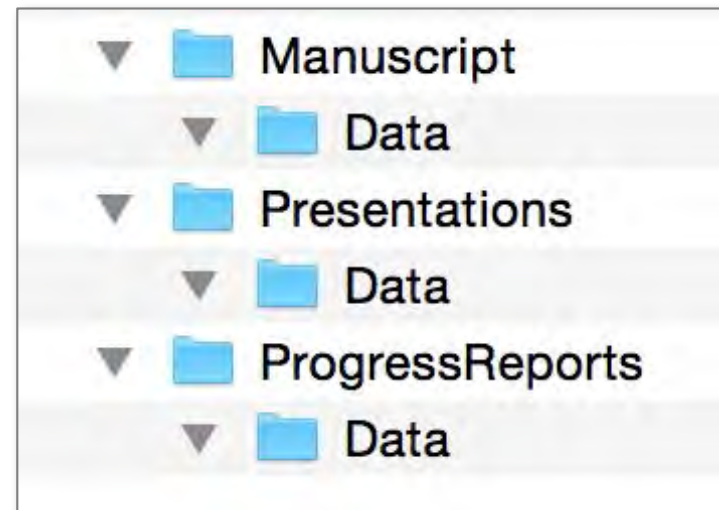 Manuscript
Data
Presentations
Data
ProgressReports
Data